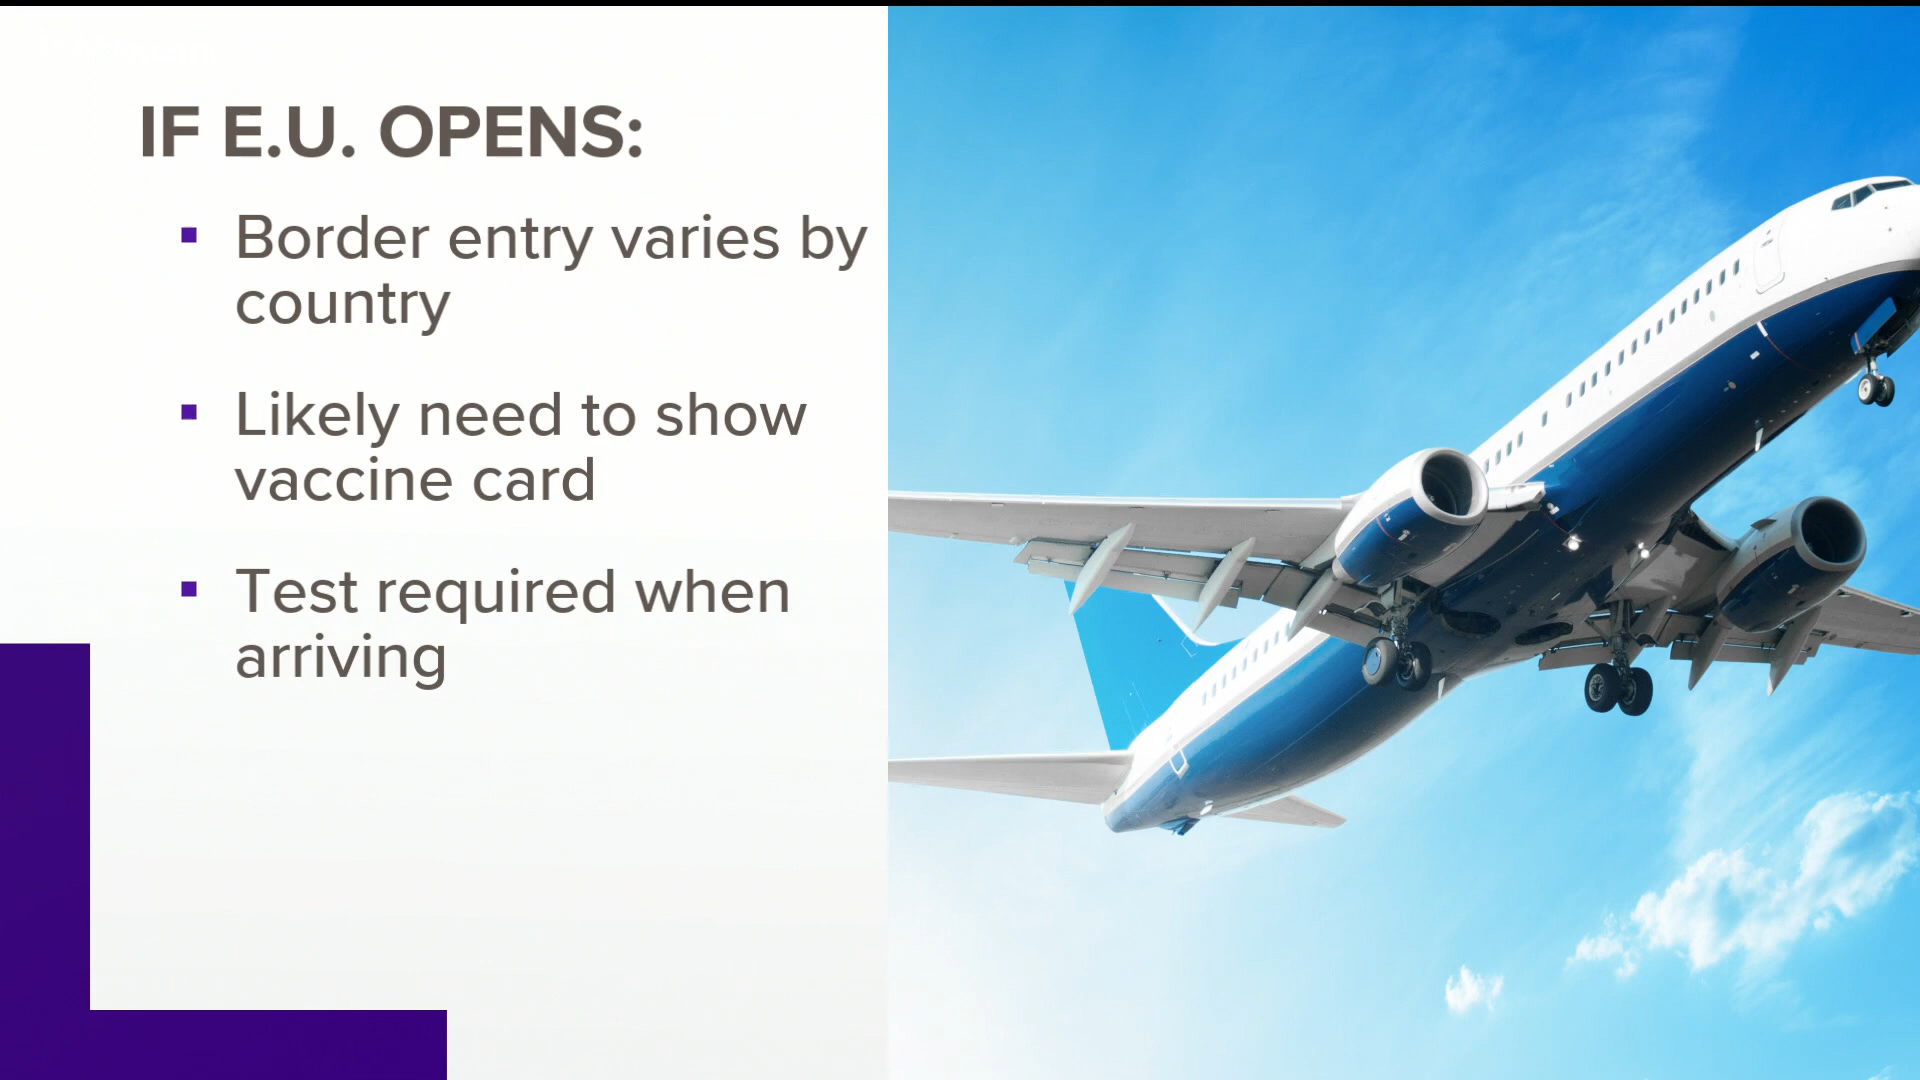 IF E.U. OPENS:
▪ Border entry varies by
country
▪ Likely need to show
vaccine card
▪ Test required when
arriving